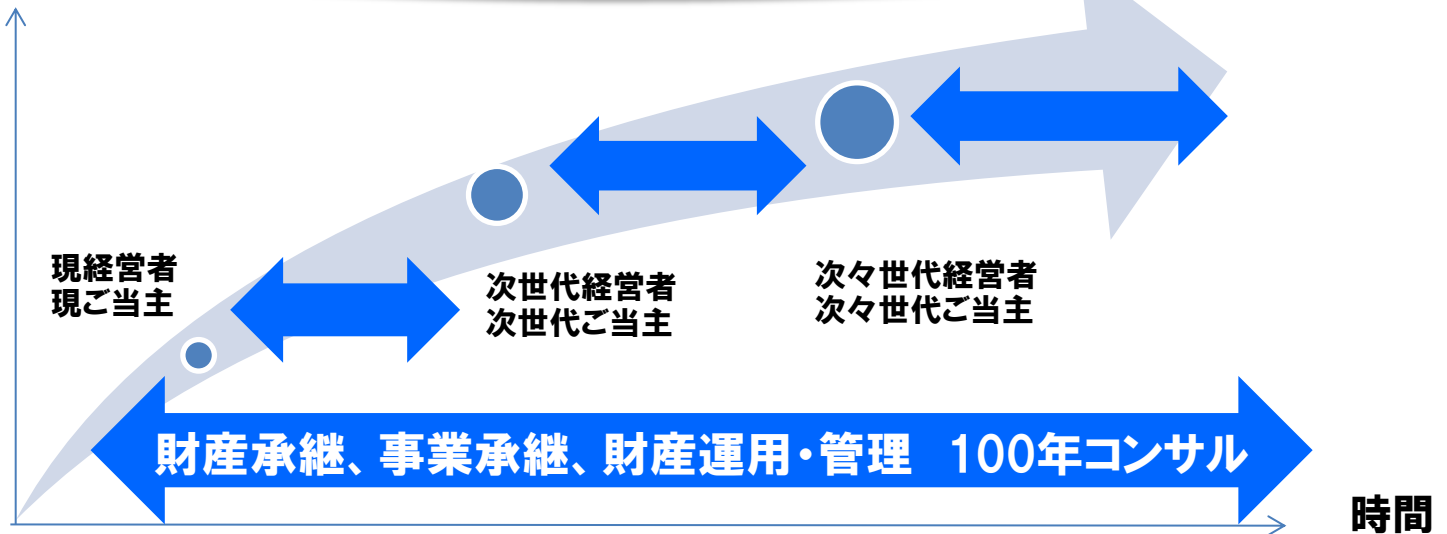 現経営者
現ご当主
次世代経営者
次世代ご当主
次々世代経営者
次々世代ご当主
財産承継、事業承継、財産運用・管理　100年コンサル
時間